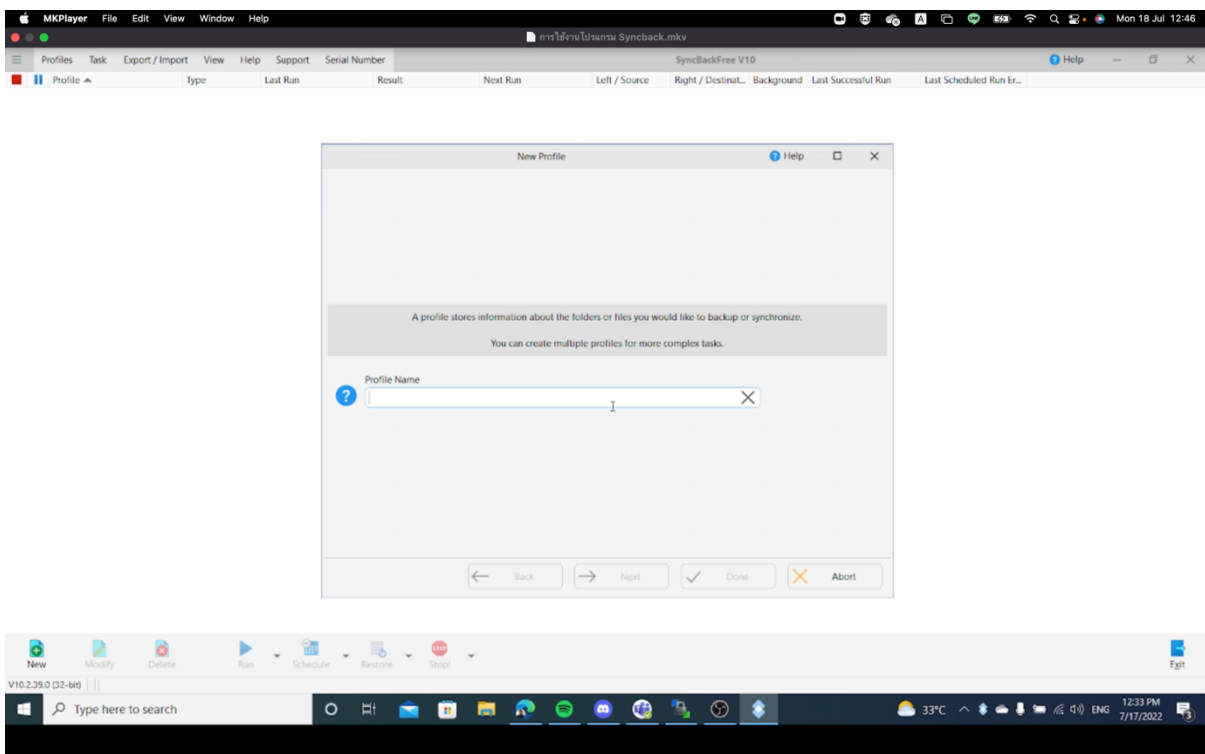 MKPlayer File Edit View Window Help Mon 18 Jul 12:46
การใช้งานโปรแกรม Syncback.mkv
Profiles Task Export / Import View Help Support Serial Number SyncBackFree V10 Help
Profile Type Last Run Result Next Run Left / Source Right / Destinat... Background Last Successful Run Last Scheduled Run Er...
New Profile Help
A profile stores information about the folders or files you would like to backup or synchronize.
You can create multiple profiles for more complex tasks.
Profile Name
Back Next Done Abort
New Modify Delete Run Schedule Restore Stop! Exit
V10.2.39.0 (32-bit)
Type here to search 33°C ENG 12:33 PM
7/17/2022